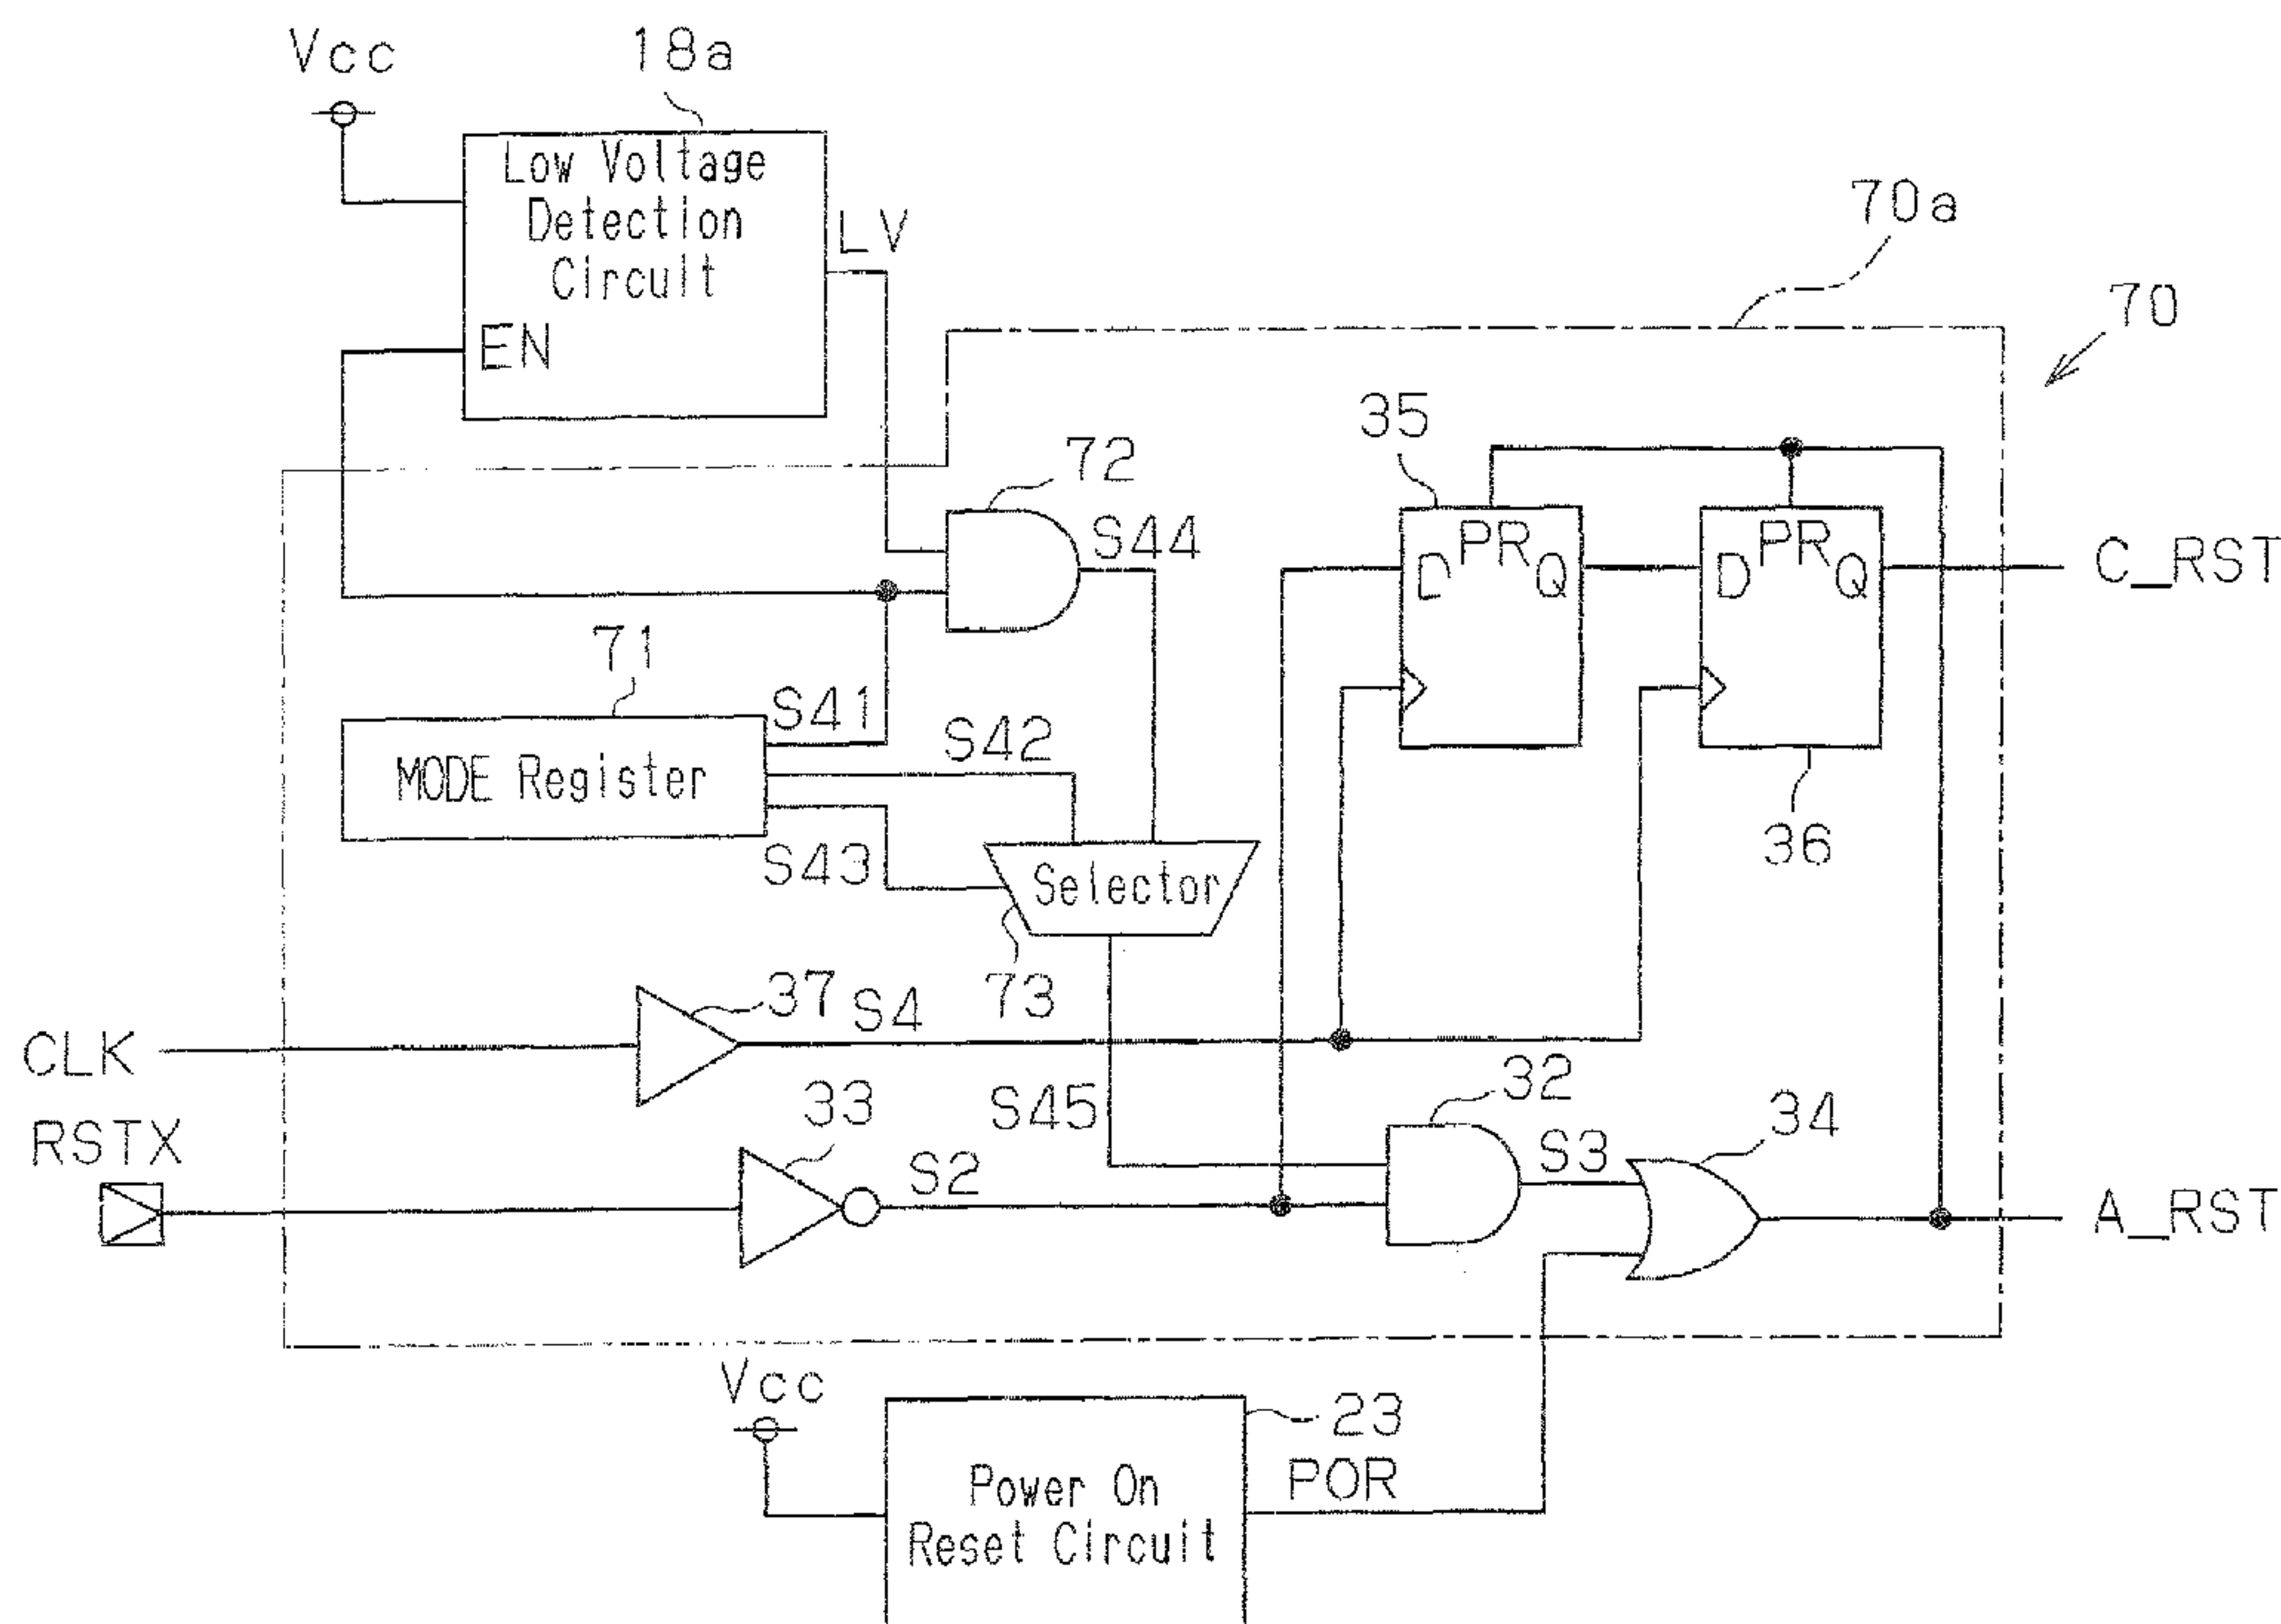 Vcc
18a
Low Voltage
Detection
Circuit
LV
EN
70a
70
35
72
S44
PR
D
Q
PR
D
Q
C_RST
71
S41
S42
MODE Register
36
S43
Selector
73
37
S4
CLK
33
32
S45
34
RSTX
S2
S3
A_RST
Vcc
23
Power On
Reset Circuit
POR